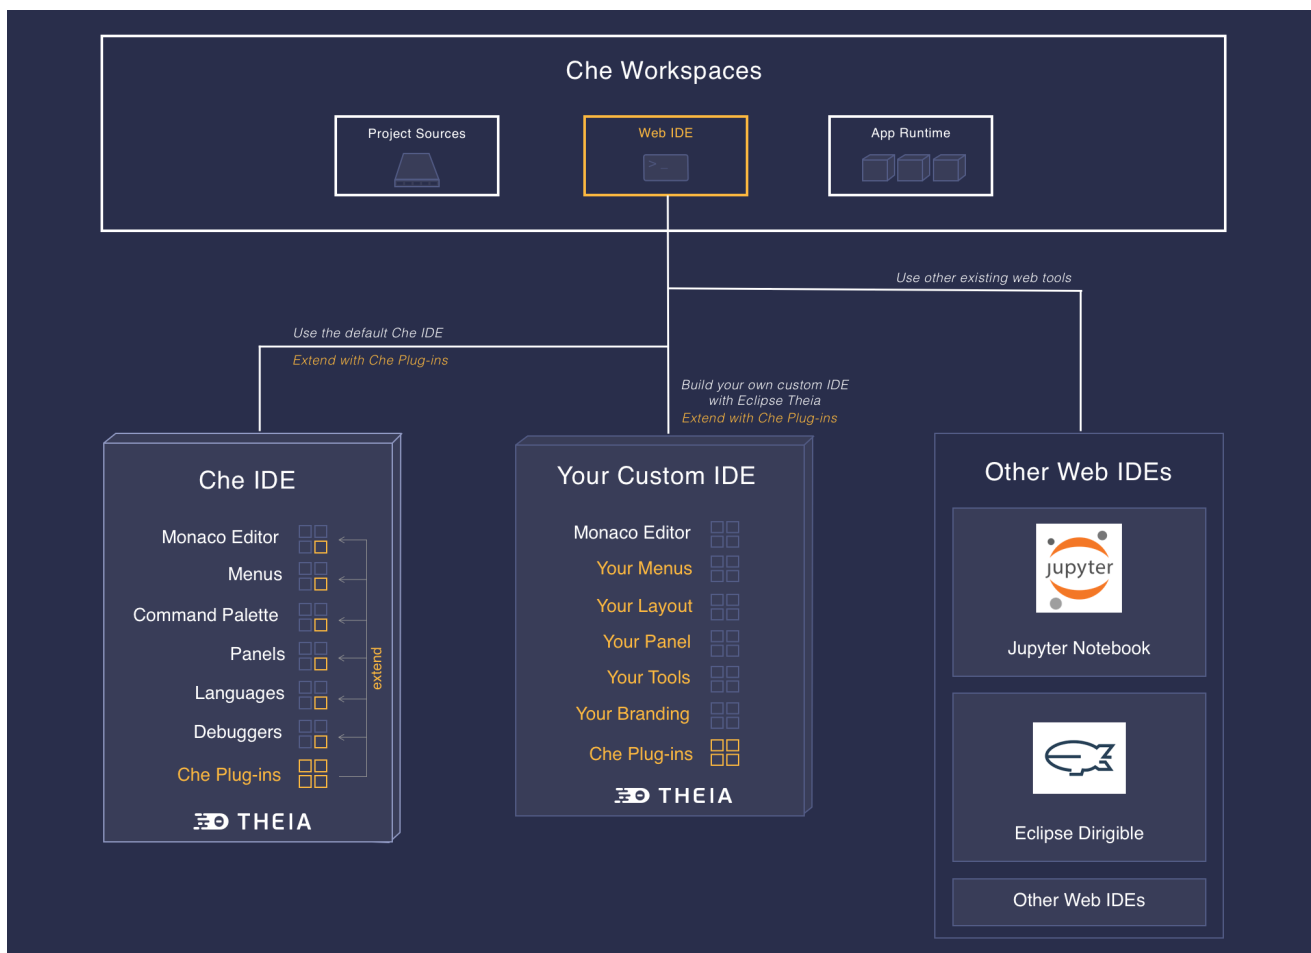 Che Workspaces
Project Sources
Web IDE
>_
App Runtime
Use other existing web tools
Use the default Che IDE
Extend with Che Plug-ins
Build your own custom IDE
with Eclipse Theia
Extend with Che Plug-ins
Che IDE
Monaco Editor
Menus
Command Palette
Panels
Languages
Debuggers
Che Plug-ins
extend
THEIA
Your Custom IDE
Monaco Editor
Your Menus
Your Layout
Your Panel
Your Tools
Your Branding
Che Plug-ins
THEIA
Other Web IDEs
jupyter
Jupyter Notebook
Eclipse Dirigible
Other Web IDEs